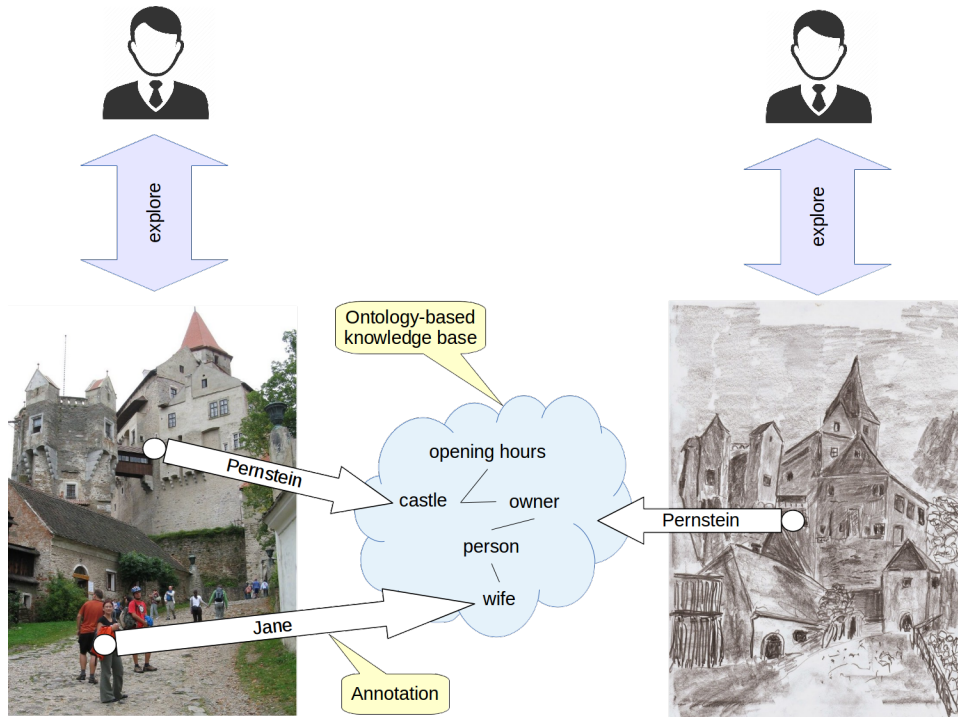 explore
explore
Ontology-based
knowledge base
opening hours
Pernstein
castle
owner
Pernstein
person
wife
Jane
Annotation